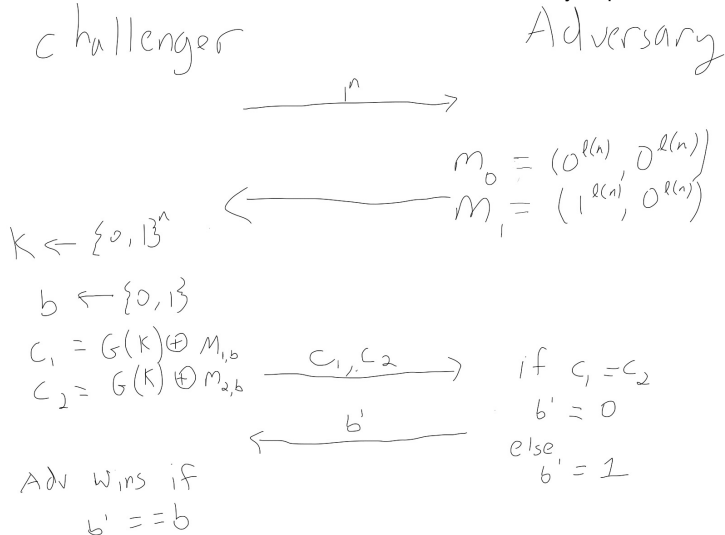 challenger
Adversary
1^n
m_0 = (0^{l(n)}, 0^{l(n)})
m_1 = (1^{l(n)}, 0^{l(n)})
K ← {0,1}^n
b ← {0,1}
C_1 = G(K) ⊕ M_{1,b}
C_2 = G(K) ⊕ M_{2,b}
C_1, C_2
if c_1 = c_2
b' = 0
else
b' = 1
b'
Adv wins if
b' == b